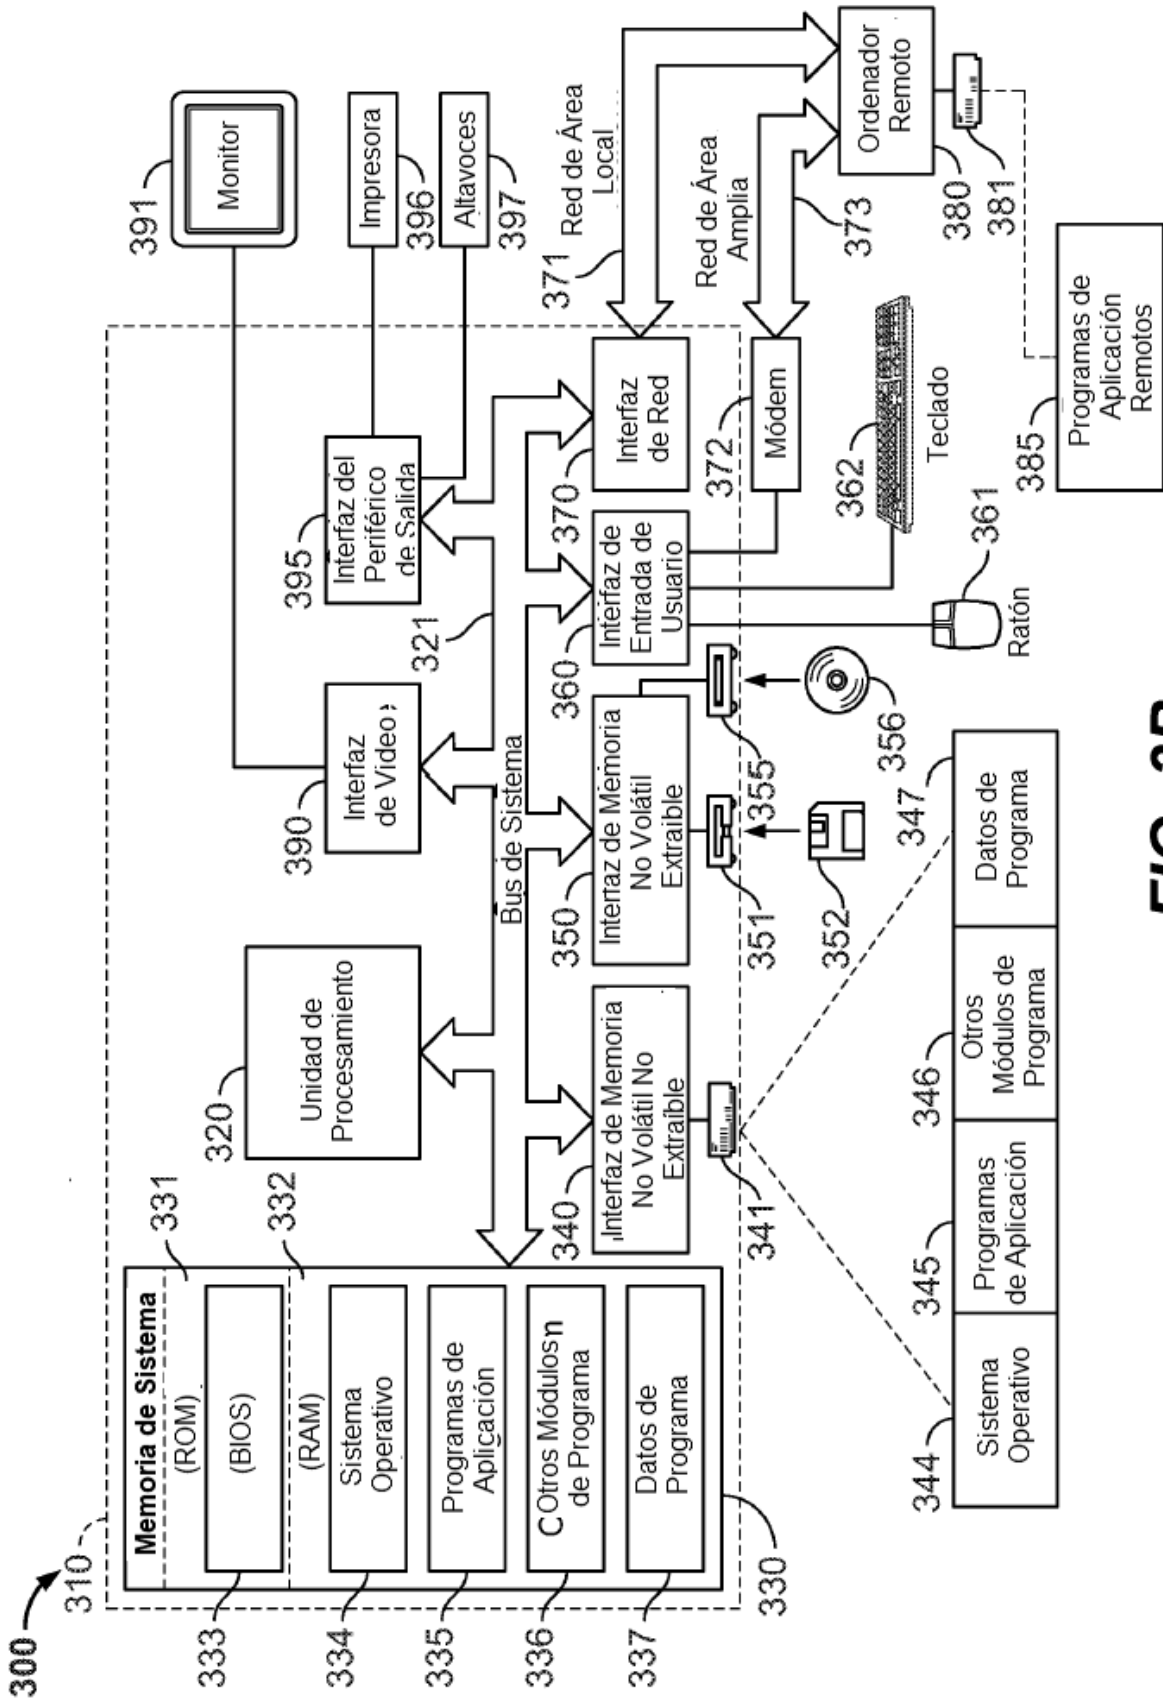 300
310
Memoria de Sistema
(ROM)
331
(BIOS)
333
(RAM)
332
Sistema
Operativo
334
Programas de
Aplicación
335
COtros Módulosn
de Programa
336
Datos de
Programa
337
330
320
Unidad de
Procesamiento
390
Interfaz
de Video
395
Interfaz del
Periférico
de Salida
391
Monitor
Impresora
396
Altavoces
397
321
Bus de Sistema
340
Interfaz de Memoria
No Volátil No
Extraíble
341
350
Interfaz de Memoria
No Volátil
Extraíble
351
355
352
356
360
Interfaz de
Entrada de
Usuario
370
Interfaz
de Red
372
Módem
371
Red de Área
Local
Red de Área
Amplia
373
Ordenador
Remoto
380
381
361
Ratón
362
Teclado
385
Programas de
Aplicación
Remotos
344
Sistema
Operativo
345
Programas
de Aplicación
346
Otros
Módulos de
Programa
347
Datos de
Programa